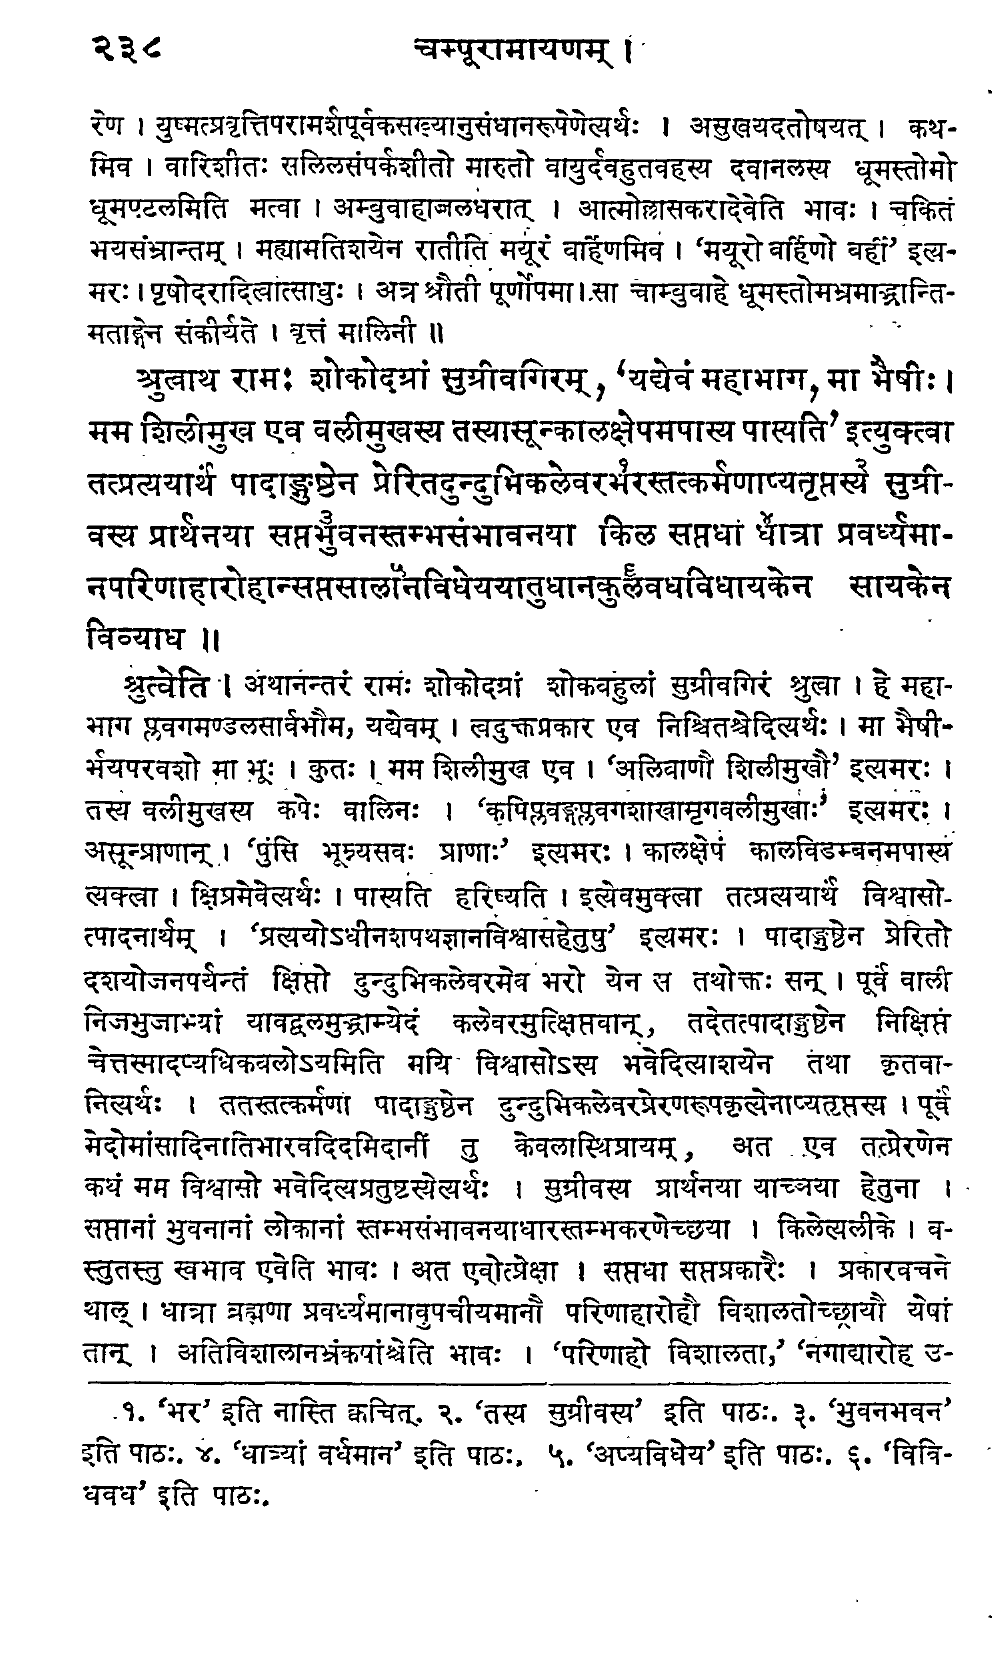 २३८ चम्पूरामायणम् ।
रेण । युष्मत्प्रवृत्तिपरामर्शपूर्वकसख्यानुसंधानरूपेणेत्यर्थः । असुखयदतोषयत् । कथ-
मिव । वारिशीतः सलिलसंपर्कशीतो मारुतो वायुर्दवहुतवहस्य दवानलस्य धूमस्तोमो
धूमण्टलमिति मत्वा । अम्बुवाहाज्जलधरात् । आत्मोल्लासकरादेवेति भावः । चकितं
भयसंभ्रान्तम् । मह्यामतिशयेन रातीति मयूरं बर्हिणमिव । ‘मयूरो बर्हिणो बर्ही’ इत्य-
मरः । पृषोदरादित्वात्साधुः । अत्र श्रौती पूर्णोपमा । सा चाम्बुवाहे धूमस्तोमभ्रमाद्भ्रान्ति-
मताङ्गेन संकीर्यते । वृत्तं मालिनी ॥
श्रुत्वाथ रामः शोकोदग्रां सुग्रीवगिरम्, ‘यद्येवं महाभाग, मा भैषीः ।
मम शिलीमुख एव वलीमुखस्य तस्यासून्कालक्षेपमपास्य पास्यति’ इत्युक्त्वा
तत्प्रत्ययार्थं पादाङ्गुष्ठेन प्रेरितदुन्दुभिकलेवरभ१रस्तत्कर्मणाप्यतृप्तस्य२ सुग्री-
वस्य प्रार्थनया सप्तभु३वनस्तम्भसंभावनया किल सप्तधा धा४त्रा प्रवर्ध्यमा-
नपरिणाहारोहान्सप्तसाला५नविधेययातुधानकुल६वधविधायकेन सायकेन
विव्याध ॥
श्रुत्वेति । अथानन्तरं रामः शोकोदग्रां शोकबहुलां सुग्रीवगिरं श्रुत्वा । हे महा-
भाग प्लवगमण्डलसार्वभौम, यद्येवम् । त्वदुक्तप्रकार एव निश्चितश्चेदित्यर्थः । मा भैषी-
र्भयपरवशो मा भूः । कुतः । मम शिलीमुख एव । ‘अलिबाणौ शिलीमुखौ’ इत्यमरः ।
तस्य वलीमुखस्य कपेः वालिनः । ‘कपिप्लवङ्गप्लवगशाखामृगवलीमुखाः’ इत्यमरः ।
असून्प्राणान् । ‘पुंसि भूम्न्यसवः प्राणाः’ इत्यमरः । कालक्षेपं कालविडम्बनमपास्य
त्यक्त्वा । क्षिप्रमेवेत्यर्थः । पास्यति हरिष्यति । इत्येवमुक्त्वा तत्प्रत्ययार्थं विश्वासो-
त्पादनार्थम् । ‘प्रत्ययोऽधीनशपथज्ञानविश्वासहेतुषु’ इत्यमरः । पादाङ्गुष्ठेन प्रेरितो
दशयोजनपर्यन्तं क्षिप्तो दुन्दुभिकलेवरमेव भरो येन स तथोक्तः सन् । पूर्वं वाली
निजभुजाभ्यां यावद्बलमुद्भ्राम्येदं कलेवरमुत्क्षिप्तवान्, तदेतत्पादाङ्गुष्ठेन निक्षिप्तं
चेत्तस्मादप्यधिकबलोऽयमिति मयि विश्वासोऽस्य भवेदित्याशयेन तथा कृतवा-
नित्यर्थः । ततस्तत्कर्मणा पादाङ्गुष्ठेन दुन्दुभिकलेवरप्रेरणरूपकृत्येनाप्यतृप्तस्य । पूर्वं
मेदोमांसादिनातिभारवदिदमिदानीं तु केवलास्थिप्रायम्, अत एव तत्प्रेरणेन
कथं मम विश्वासो भवेदित्यप्रतुष्टस्येत्यर्थः । सुग्रीवस्य प्रार्थनया याच्ञया हेतुना ।
सप्तानां भुवनानां लोकानां स्तम्भसंभावनयाधारस्तम्भकरणेच्छया । किलेत्यलीके । व-
स्तुतस्तु स्वभाव एवेति भावः । अत एवोत्प्रेक्षा । सप्तधा सप्तप्रकारैः । प्रकारवचने
थाल् । धात्रा ब्रह्मणा प्रवर्ध्यमानावुपचीयमानौ परिणाहारोहौ विशालतोच्छ्रायौ येषां
तान् । अतिविशालानभ्रंकषांश्चेति भावः । ‘परिणाहो विशालता,’ ‘नगाद्यारोह उ-
१. ‘भर’ इति नास्ति क्वचित्. २. ‘तस्य सुग्रीवस्य’ इति पाठः. ३. ‘भुवनभवन’
इति पाठः. ४. ‘धात्र्यां वर्धमान’ इति पाठः. ५. ‘अप्यविधेय’ इति पाठः. ६. ‘वित्रि-
धवध’ इति पाठः.